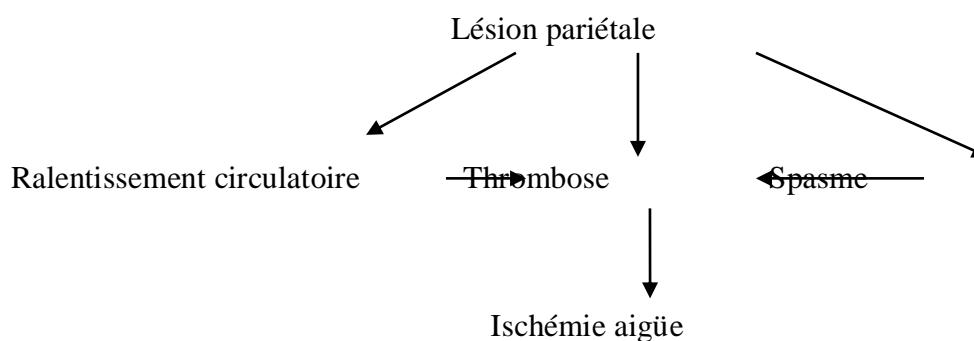 Lésion pariétale
Ralentissement circulatoire Thrombose Spasme
Ischémie aigüe